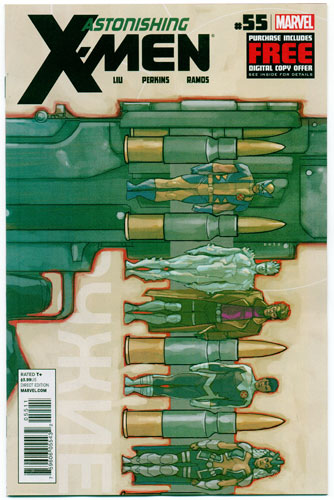 ASTONISHING
X-MEN
LIU PERKINS RAMOS
#55
MARVEL
PURCHASE INCLUDES
FREE
DIGITAL COPY OFFER
SEE INSIDE FOR DETAILS
RATED T+
$3.99US
DIRECT EDITION
MARVEL.COM
05511